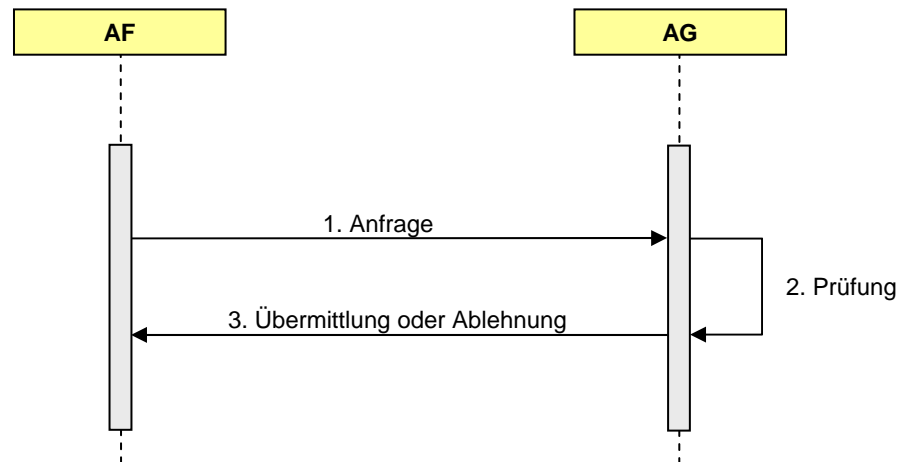 AF
AG
1. Anfrage
2. Prüfung
3. Übermittlung oder Ablehnung